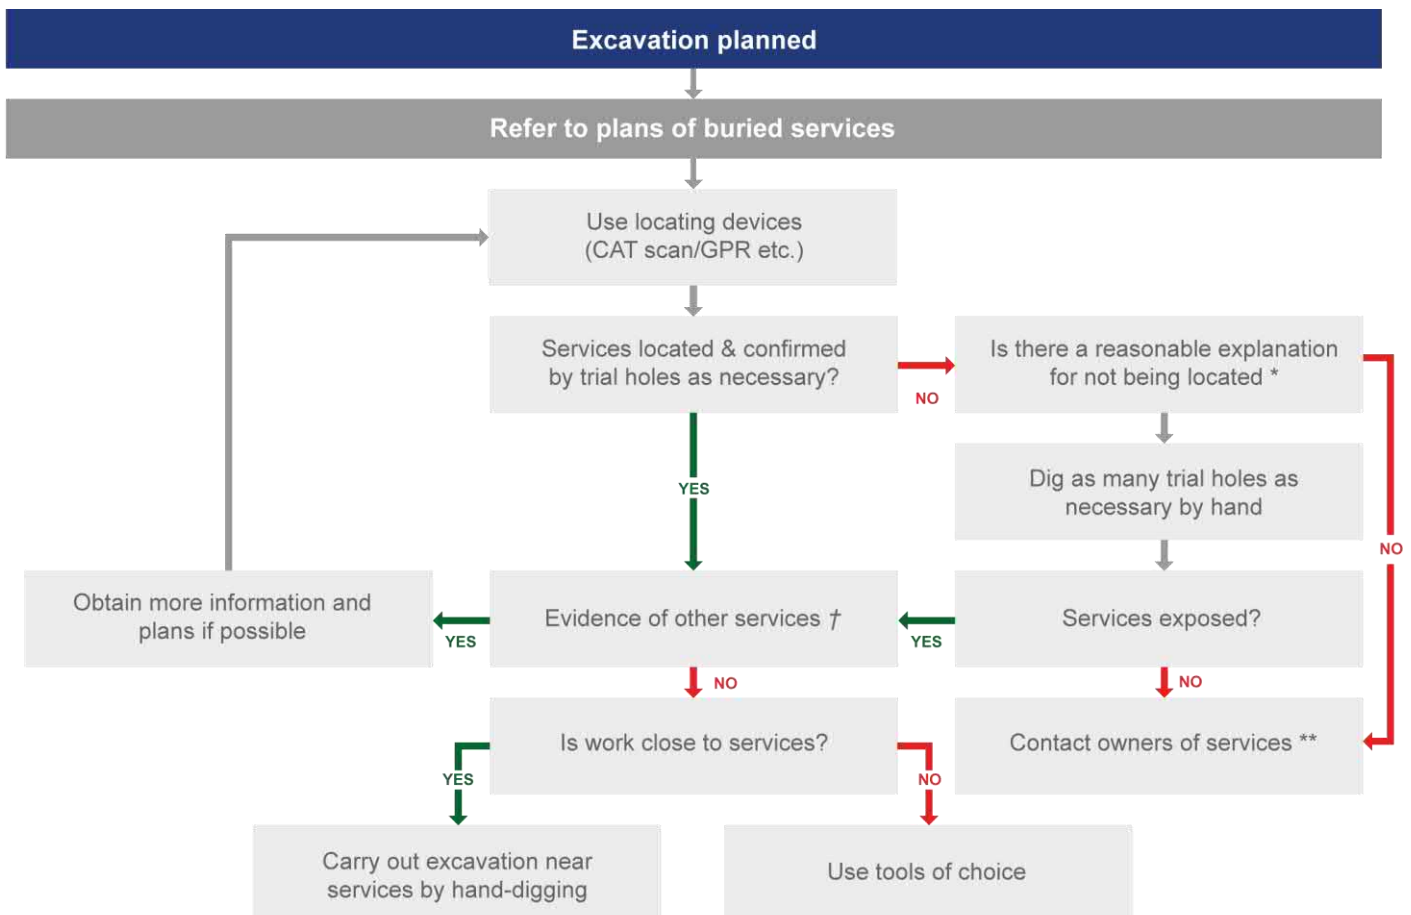 Excavation planned
Refer to plans of buried services
Use locating devices
(CAT scan/GPR etc.)
Services located & confirmed
by trial holes as necessary?
NO
Is there a reasonable explanation
for not being located *
YES
Dig as many trial holes as
necessary by hand
NO
Obtain more information and
plans if possible
YES
Evidence of other services †
YES
Services exposed?
NO
NO
Is work close to services?
Contact owners of services **
YES
NO
Carry out excavation near
services by hand-digging
Use tools of choice